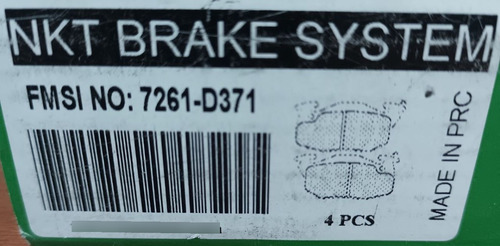 NKT BRAKE SYSTEM
FMSI NO: 7261-D371
4 PCS
MADE IN PRC